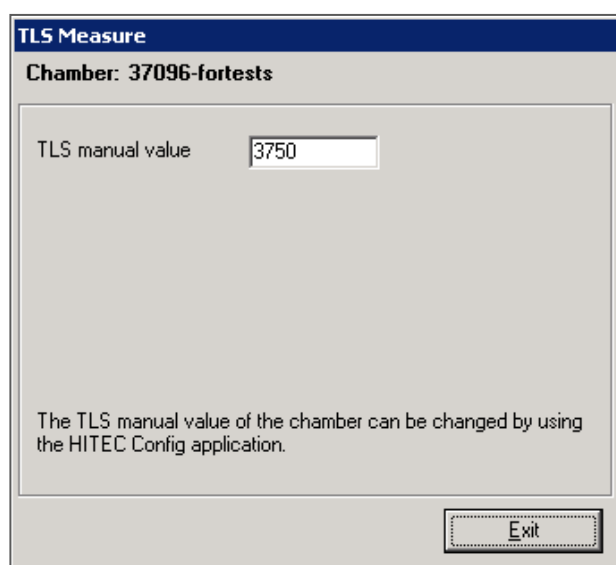 TLS Measure
Chamber: 37096-fortests
TLS manual value 3750
The TLS manual value of the chamber can be changed by using
the HITEC Config application.
Exit